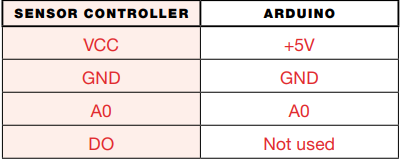 SENSOR CONTROLLER ARDUINO
VCC +5V
GND GND
A0 A0
DO Not used